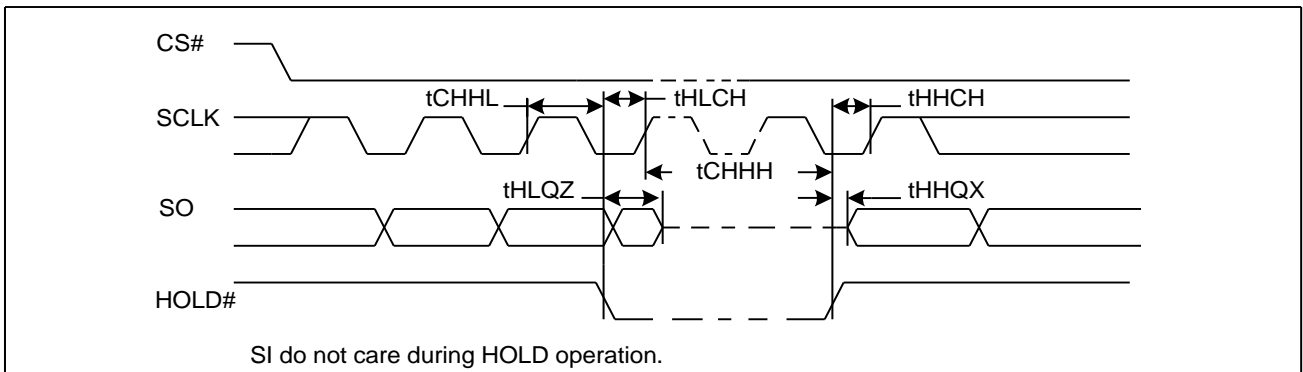 CS#
tCHHL
tHLCH
tHHCH
SCLK
tCHHH
tHLQZ
tHHQX
SO
HOLD#
SI do not care during HOLD operation.